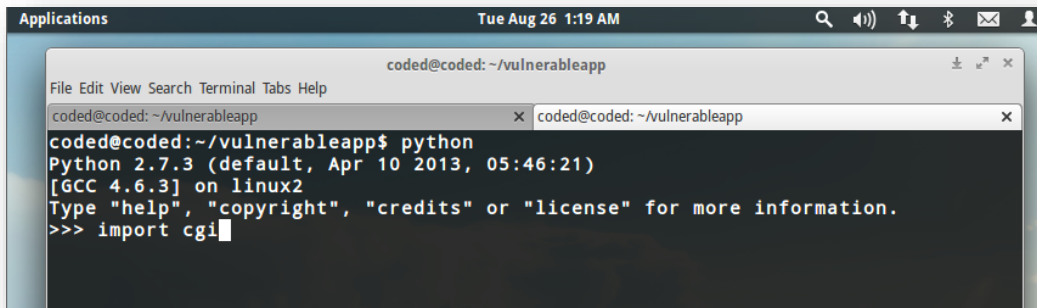 Applications Tue Aug 26 1:19 AM
coded@coded: ~/vulnerableapp
File Edit View Search Terminal Tabs Help
coded@coded: ~/vulnerableapp coded@coded: ~/vulnerableapp
coded@coded:~/vulnerableapp$ python
Python 2.7.3 (default, Apr 10 2013, 05:46:21)
[GCC 4.6.3] on linux2
Type "help", "copyright", "credits" or "license" for more information.
>>> import cgi